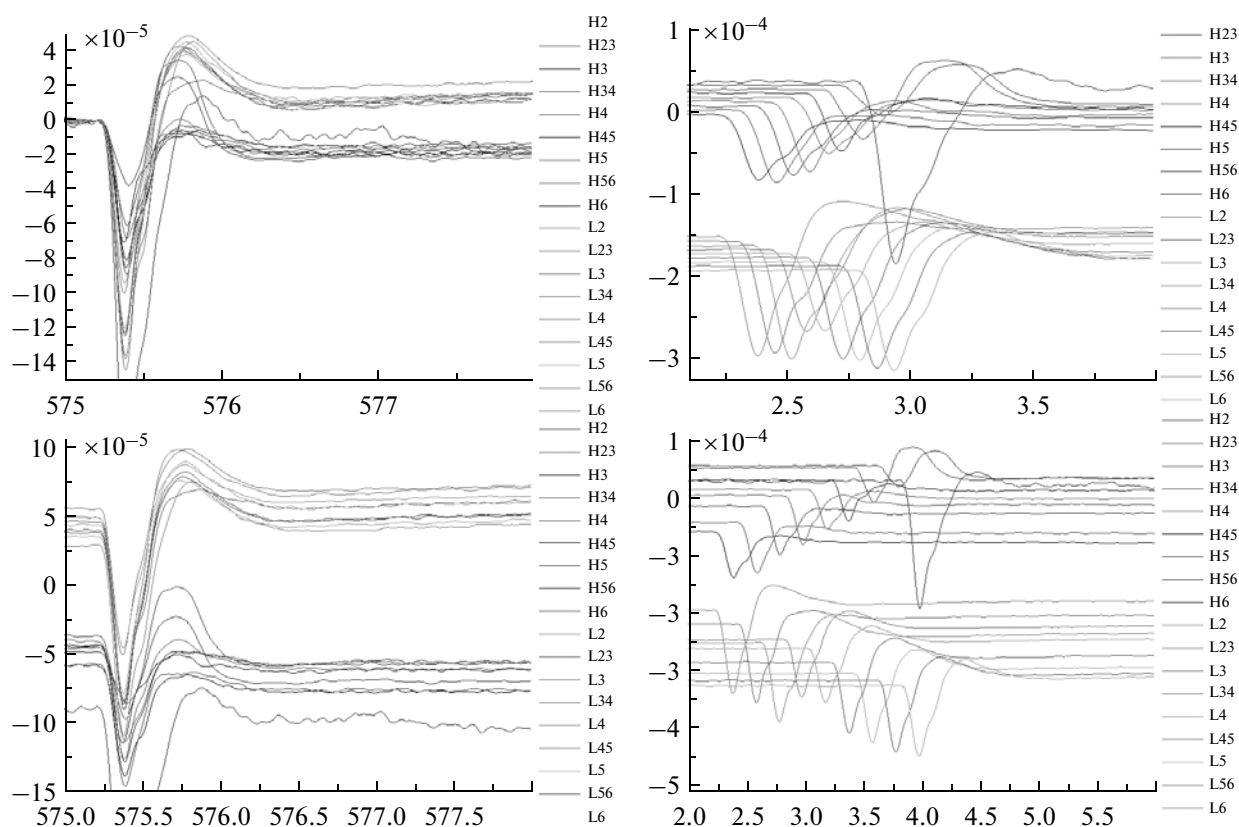 ×10⁻⁵
4
2
0
−2
−4
−6
−8
−10
−12
−14
575
576
577
H2
H23
H3
H34
H4
H45
H5
H56
H6
L2
L23
L3
L34
L4
L45
L5
L56
L6
×10⁻⁴
1
0
−1
−2
−3
2.5
3.0
3.5
H23
H3
H34
H4
H45
H5
H56
H6
L2
L23
L3
L34
L4
L45
L5
L56
L6
×10⁻⁵
10
5
0
−5
−10
−15
575.0
575.5
576.0
576.5
577.0
577.5
H2
H23
H3
H34
H4
H45
H5
H56
H6
L2
L23
L3
L34
L4
L45
L5
L56
L6
×10⁻⁴
1
0
−3
−3
−3
−5
2.0
2.5
3.0
3.5
4.0
4.5
5.0
5.5
H2
H23
H3
H34
H4
H45
H5
H56
H6
L2
L23
L3
L34
L4
L45
L5
L56
L6